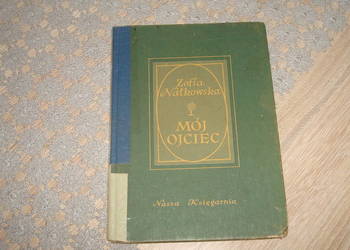 Zofia
Nałkowska
MÓJ
OJCIEC
Nasza Księgarnia